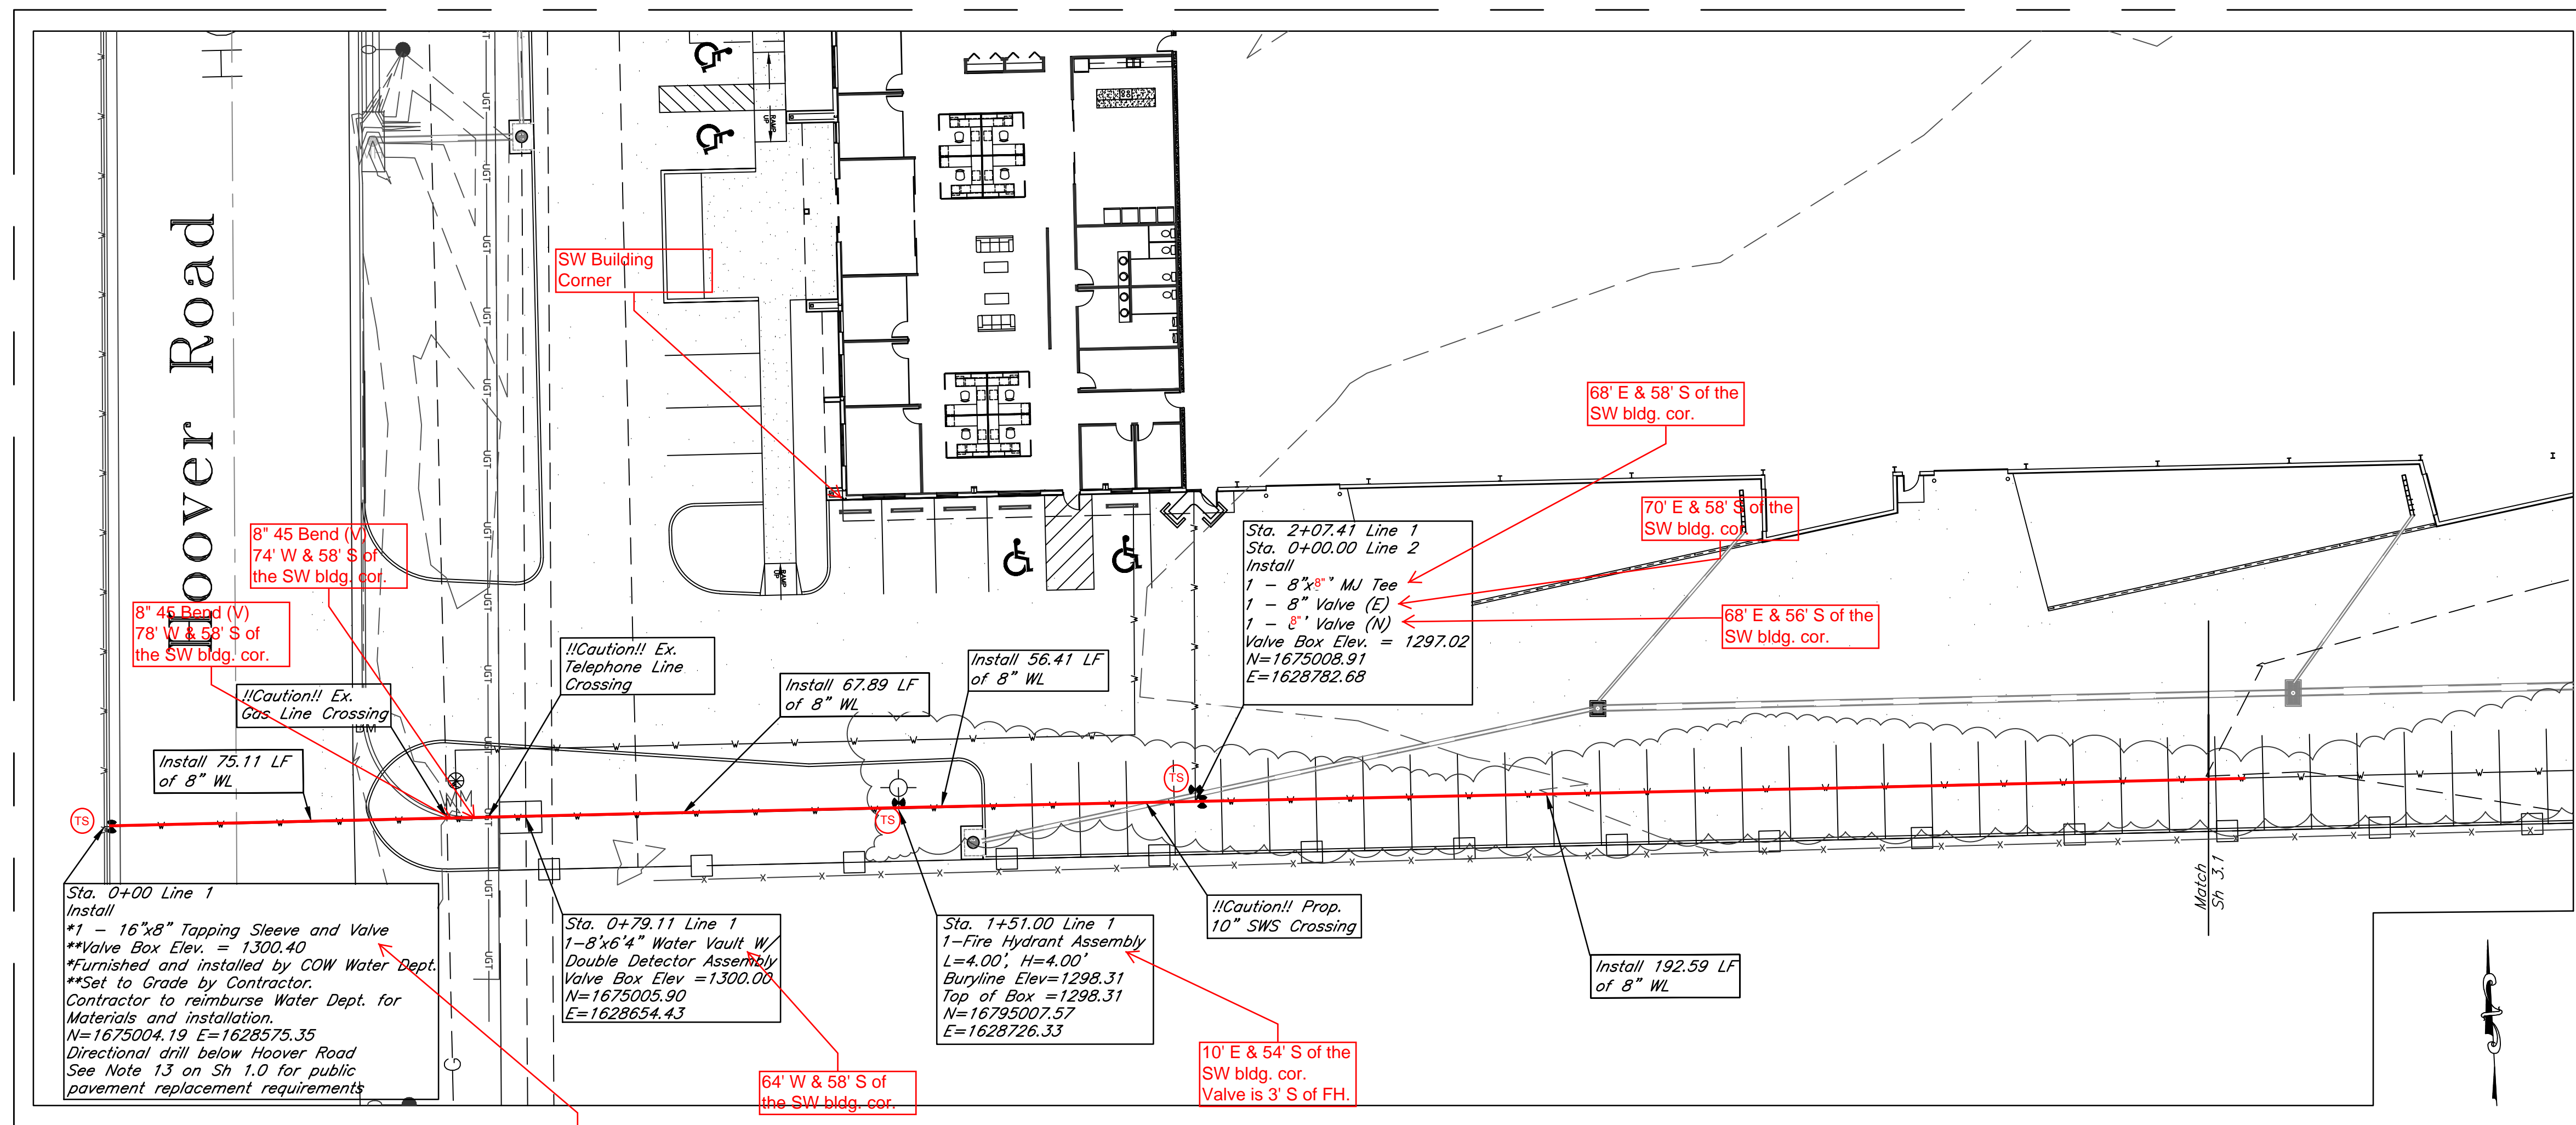 Hoover Road
RAMP
UP
SW Building
Corner
68' E & 58' S of the
SW bldg. cor.
70' E & 58' S of the
SW bldg. cor.
68' E & 56' S of the
SW bldg. cor.
8" 45 Bend (V)
74' W & 58' S of
the SW bldg. cor.
8" 45 Bend (V)
78' W & 58' S of
the SW bldg. cor.
Sta. 2+07.41 Line 1
Sta. 0+00.00 Line 2
Install
1 - 8"x8" MJ Tee
1 - 8" Valve (E)
1 - 8" Valve (N)
Valve Box Elev. = 1297.02
N=1675008.91
E=1628782.68
RAMP
UP
!!Caution!! Ex.
Telephone Line
Crossing
!!Caution!! Ex.
Gas Line Crossing
Install 67.89 LF
of 8" WL
Install 56.41 LF
of 8" WL
Install 75.11 LF
of 8" WL
UGT
TS
TS
TS
W
X
G
Sta. 0+00 Line 1
Install
*1 - 16"x8" Tapping Sleeve and Valve
**Valve Box Elev. = 1300.40
*Furnished and installed by COW Water Dept.
**Set to Grade by Contractor.
Contractor to reimburse Water Dept. for
Materials and installation.
N=1675004.19 E=1628575.35
Directional drill below Hoover Road
See Note 13 on Sh 1.0 for public
pavement replacement requirements
Sta. 0+79.11 Line 1
1-8'x6'4" Water Vault W/
Double Detector Assembly
Valve Box Elev =1300.00
N=1675005.90
E=1628654.43
Sta. 1+51.00 Line 1
1-Fire Hydrant Assembly
L=4.00', H=4.00'
Buryline Elev=1298.31
Top of Box =1298.31
N=16795007.57
E=1628726.33
!!Caution!! Prop.
10" SWS Crossing
Install 192.59 LF
of 8" WL
Match
Sh 3.1
64' W & 58' S of
the SW bldg. cor.
10' E & 54' S of the
SW bldg. cor.
Valve is 3' S of FH.